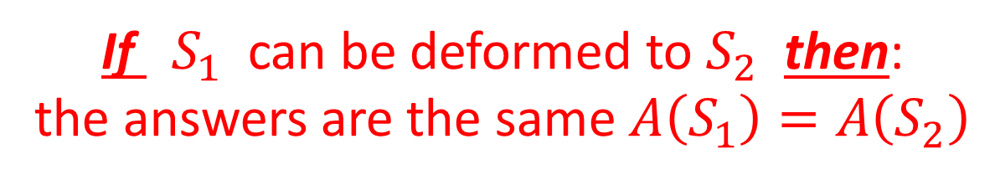 If S₁ can be deformed to S₂ then:
the answers are the same A(S₁) = A(S₂)